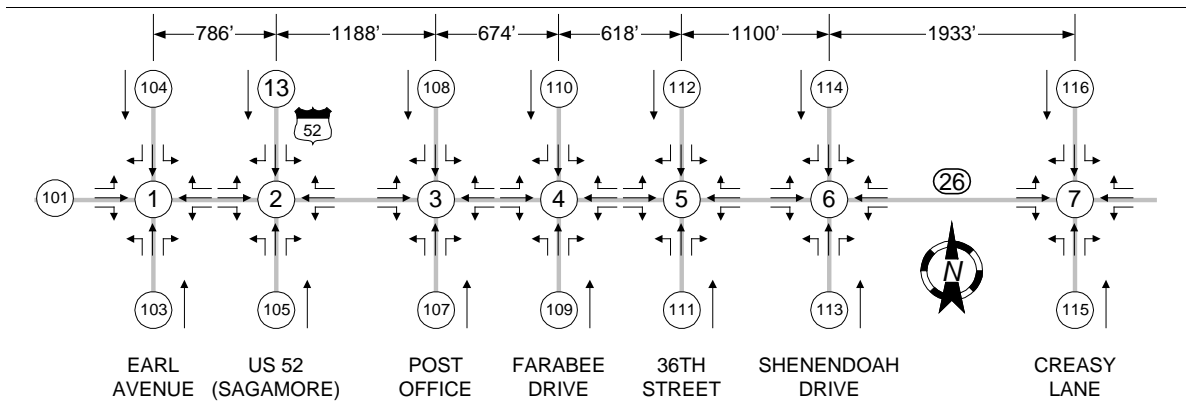 786’ 1188’ 674’ 618’ 1100’ 1933’
104 13 108 110 112 114 116
52
101 1 2 3 4 5 6 26 7
N
103 105 107 109 111 113 115
EARL AVENUE
US 52 (SAGAMORE)
POST OFFICE
FARABEE DRIVE
36TH STREET
SHENENDOAH DRIVE
CREASY LANE